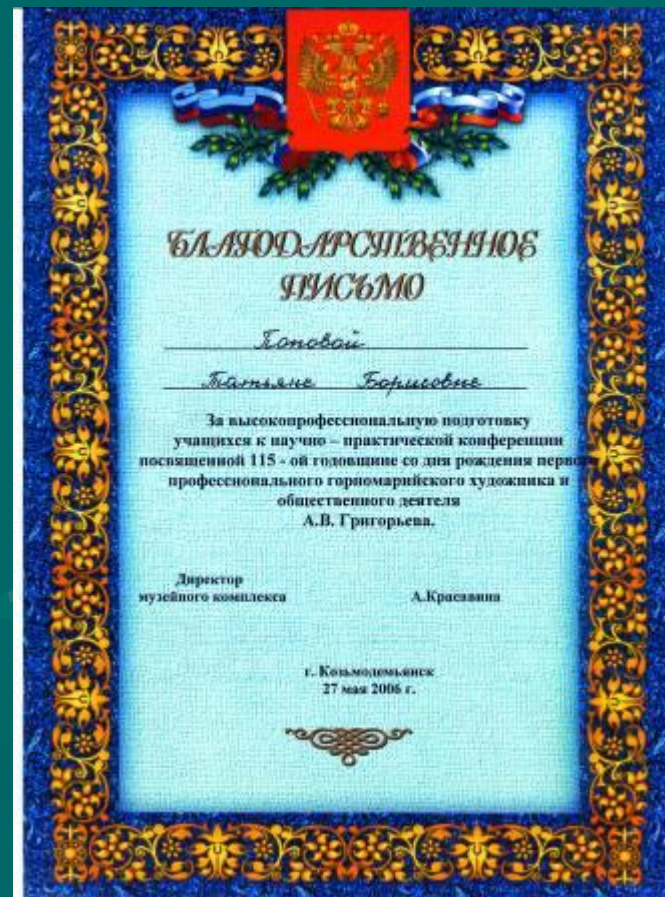 БЛАГОДАРСТВЕННОЕ
ПИСЬМО
Поповой
Татьяне Борисовне
За высокопрофессиональную подготовку
учащихся к научно – практической конференции
посвященной 115 - ой годовщине со дня рождения перво
профессионального горномарийского художника и
общественного деятеля
А.В. Григорьева.
Директор
музейного комплекса А.Красавина
г. Козьмодемьянск
27 мая 2006 г.